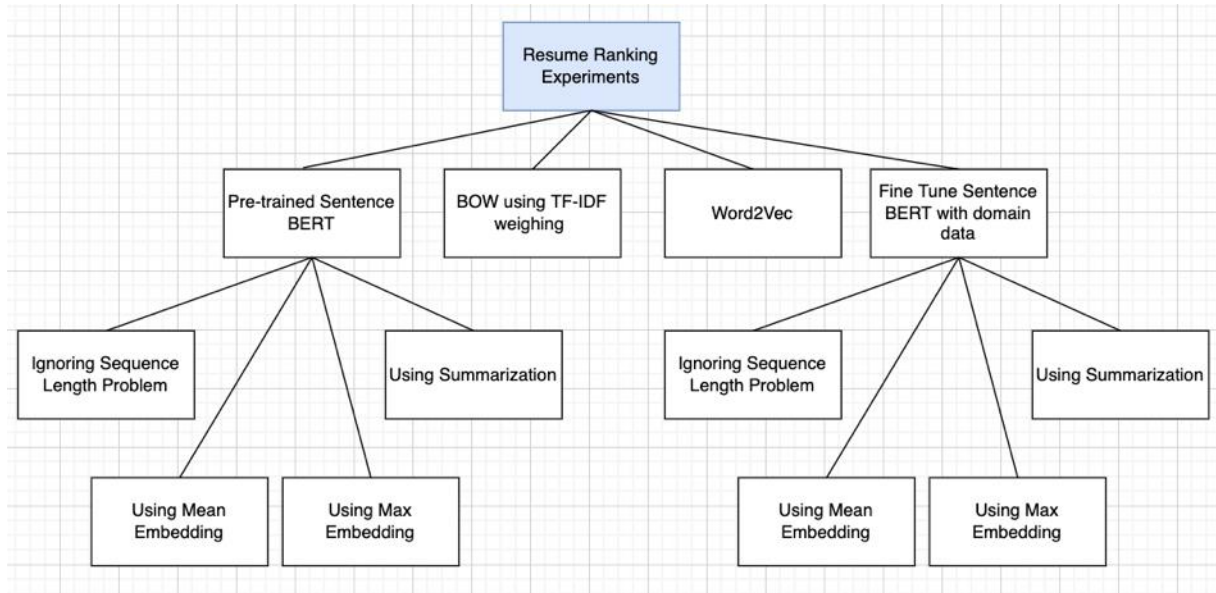 Resume Ranking
Experiments
Pre-trained Sentence
BERT
BOW using TF-IDF
weighing
Word2Vec
Fine Tune Sentence
BERT with domain
data
Ignoring Sequence
Length Problem
Using Summarization
Ignoring Sequence
Length Problem
Using Summarization
Using Mean
Embedding
Using Max
Embedding
Using Mean
Embedding
Using Max
Embedding